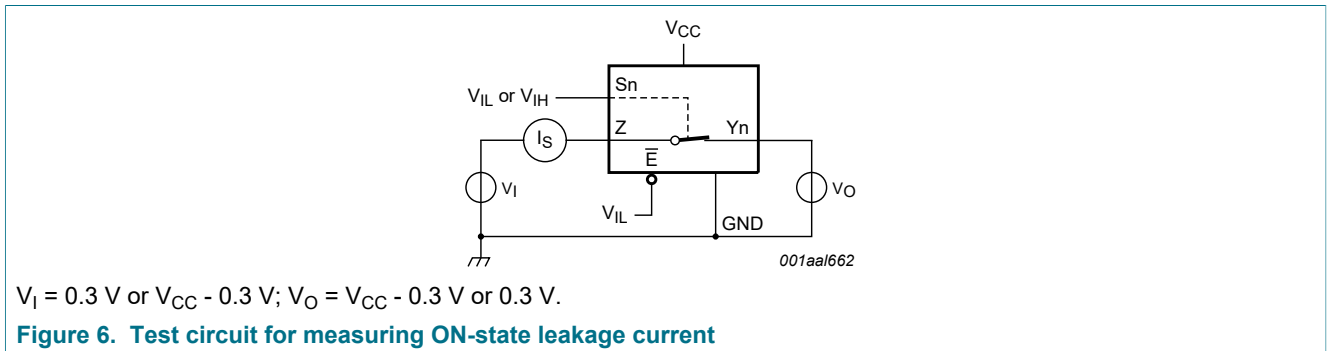 VCC
Sn
VIL or VIH
Z
Yn
IS
E
VI
VO
VIL
GND
001aal662
VI = 0.3 V or VCC - 0.3 V; VO = VCC - 0.3 V or 0.3 V.
Figure 6. Test circuit for measuring ON-state leakage current